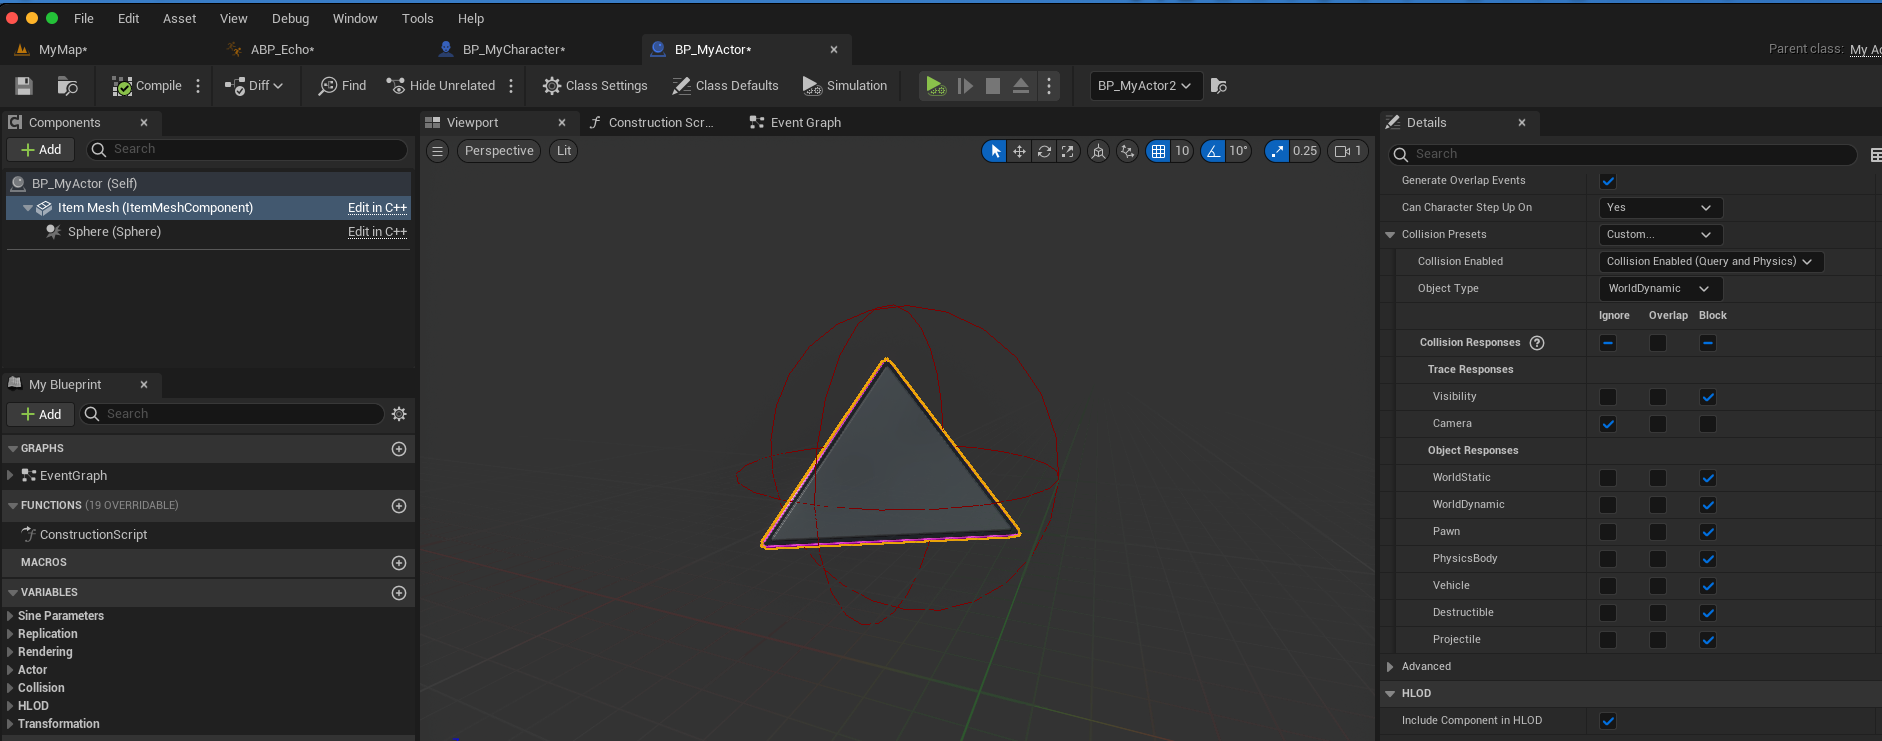 File Edit Asset View Debug Window Tools Help
MyMap* ABP_Echo* BP_MyCharacter* BP_MyActor* Parent class: My Ac
Compile Diff Find Hide Unrelated Class Settings Class Defaults Simulation BP_MyActor2
Components
Add Search
BP_MyActor (Self)
Item Mesh (ItemMeshComponent) Edit in C++
Sphere (Sphere) Edit in C++
My Blueprint
Add Search
GRAPHS
EventGraph
FUNCTIONS (19 OVERRIDABLE)
ConstructionScript
MACROS
VARIABLES
Sine Parameters
Replication
Rendering
Actor
Collision
HLOD
Transformation
Viewport Construction Scr... Event Graph
Perspective Lit 10 10° 0.25 1
Details
Search
Generate Overlap Events
Can Character Step Up On Yes
Collision Presets Custom...
Collision Enabled Collision Enabled (Query and Physics)
Object Type WorldDynamic
Ignore Overlap Block
Collision Responses ?
Trace Responses
Visibility
Camera
Object Responses
WorldStatic
WorldDynamic
Pawn
PhysicsBody
Vehicle
Destructible
Projectile
Advanced
HLOD
Include Component in HLOD